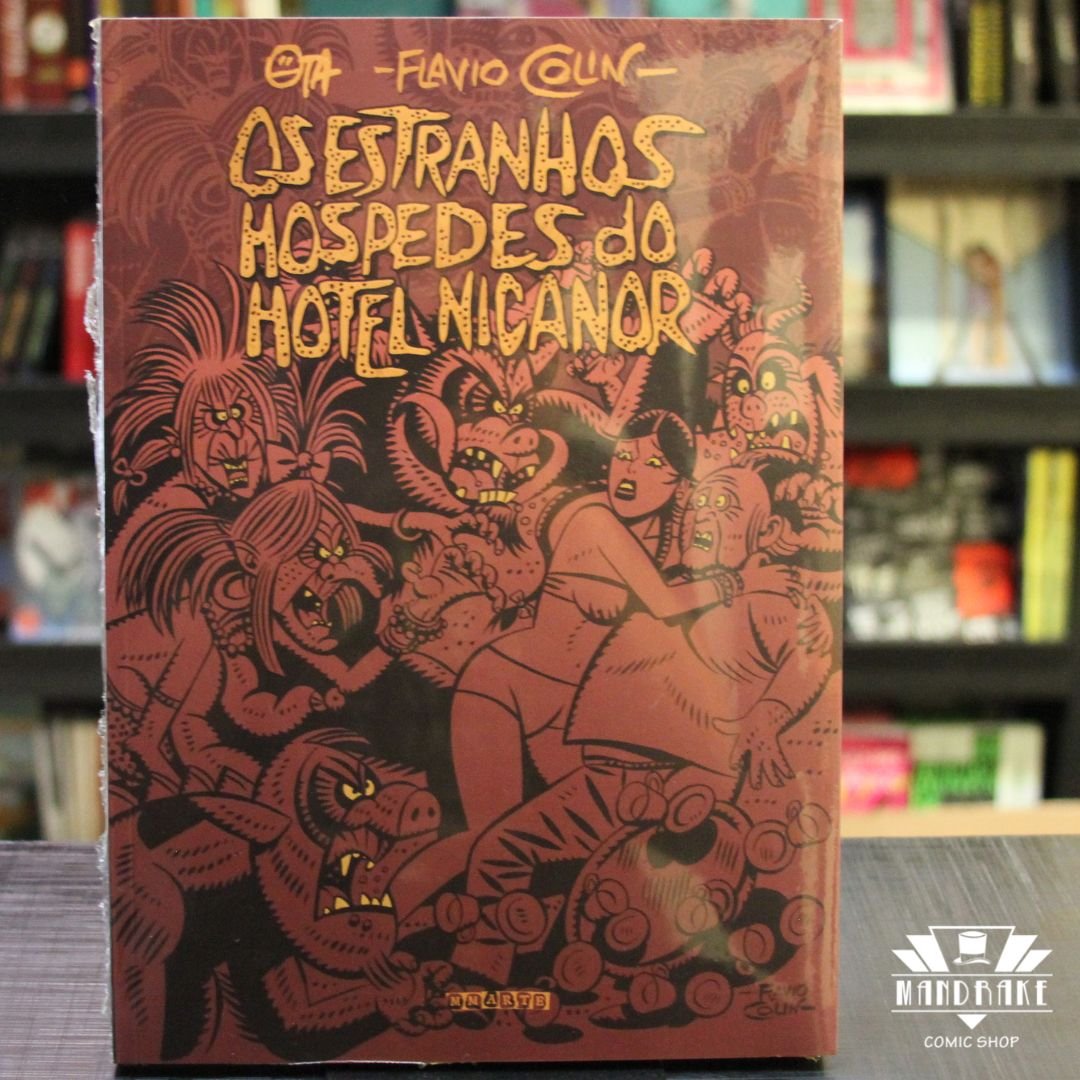 OTA -FLAVIO COLIN-
OS ESTRANHOS
HÓSPEDES do
HOTEL NICANOR
MMARTE
-FLAVIO
COLIN-
MANDRAKE
COMIC SHOP